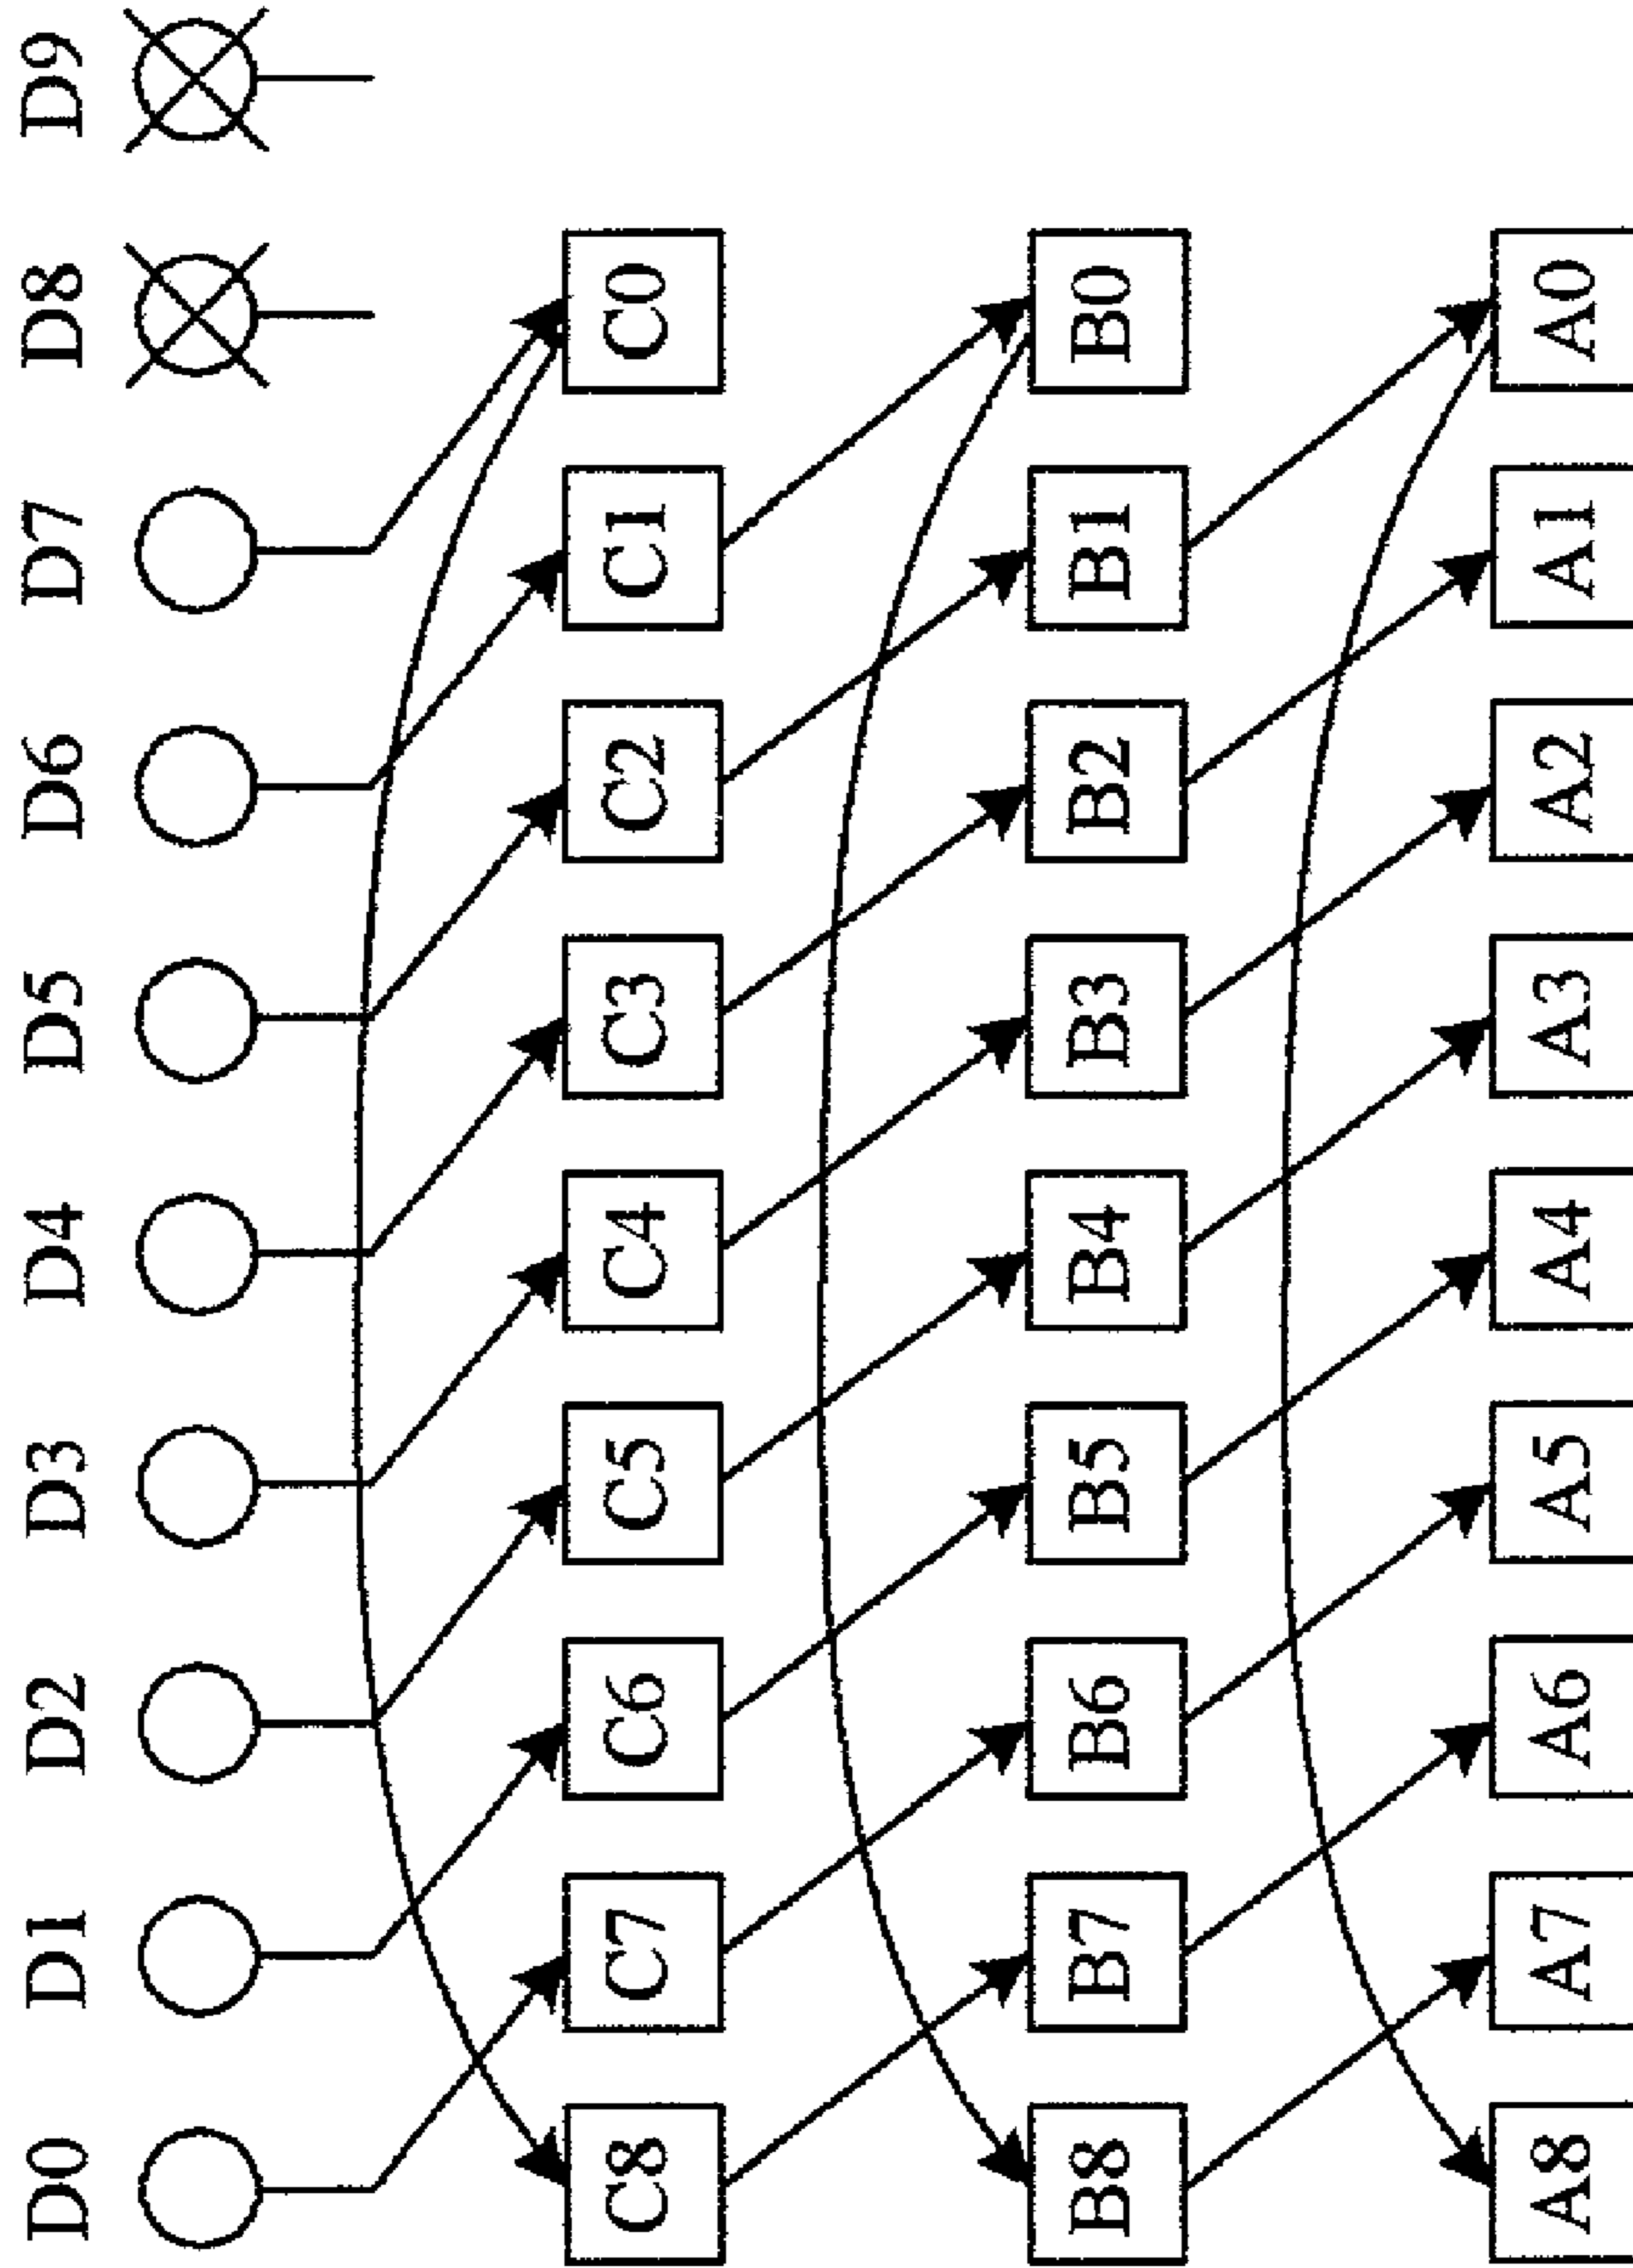 D0 D1 D2 D3 D4 D5 D6 D7 D8 D9
C8 C7 C6 C5 C4 C3 C2 C1 C0
B8 B7 B6 B5 B4 B3 B2 B1 B0
A8 A7 A6 A5 A4 A3 A2 A1 A0